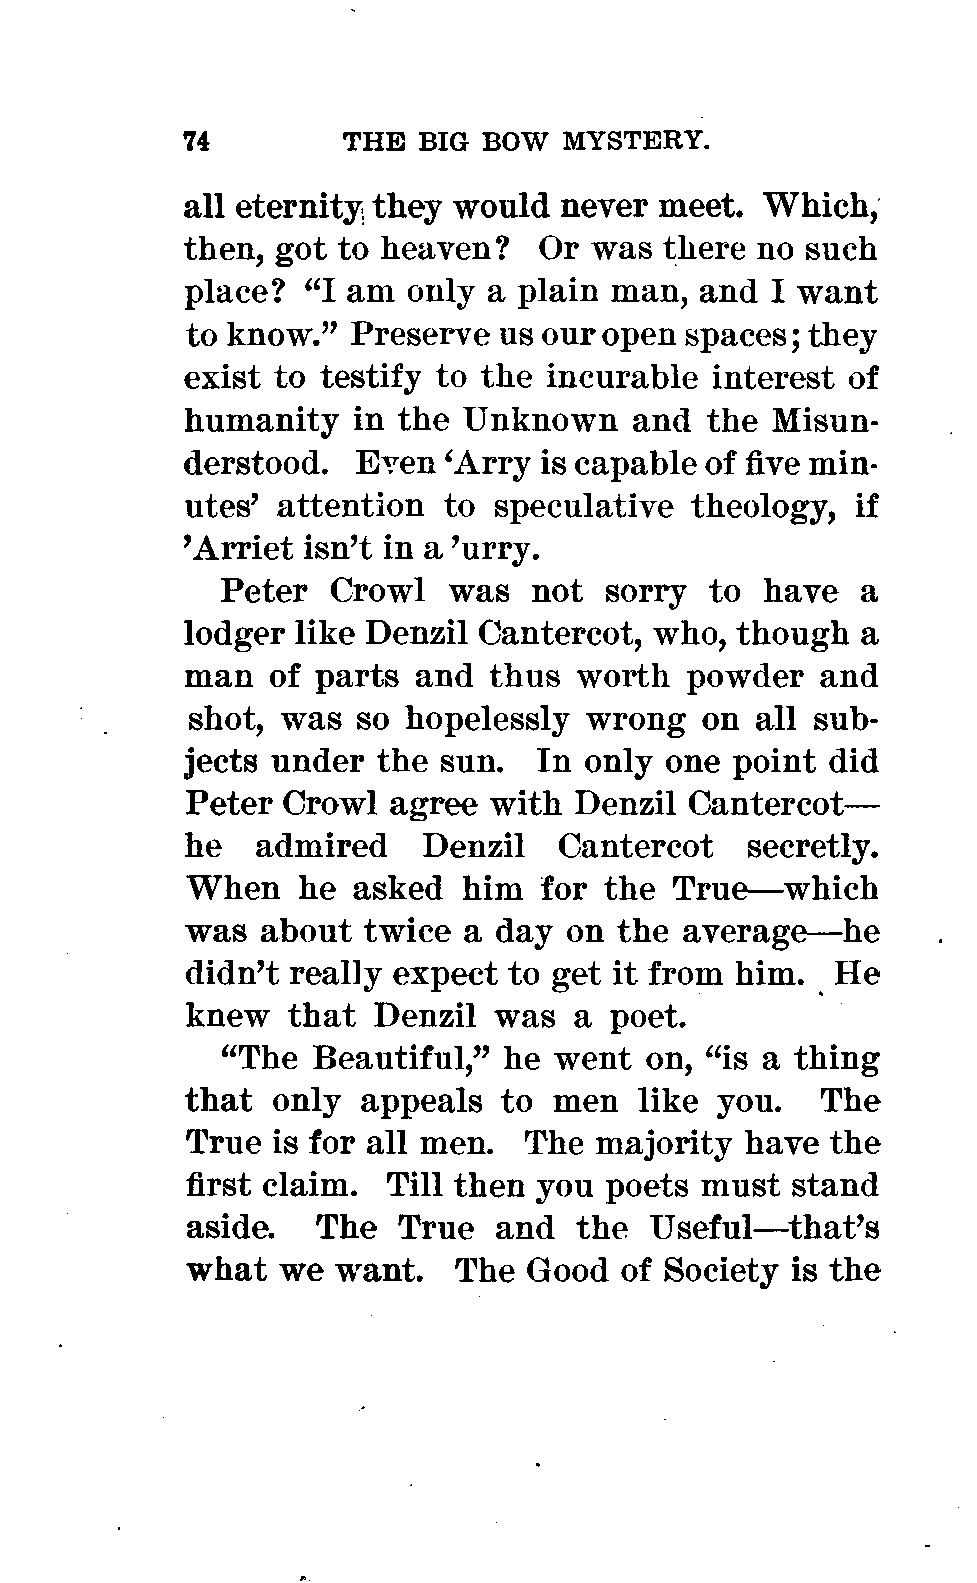 74 THE BIG BOW MYSTERY.
all eternity they would never meet. Which,
then, got to heaven? Or was there no such
place? “I am only a plain man, and I want
to know.” Preserve us our open spaces; they
exist to testify to the incurable interest of
humanity in the Unknown and the Misun-
derstood. Even ‘Arry is capable of five min-
utes’ attention to speculative theology, if
’Arriet isn’t in a ’urry.
Peter Crowl was not sorry to have a
lodger like Denzil Cantercot, who, though a
man of parts and thus worth powder and
shot, was so hopelessly wrong on all sub-
jects under the sun. In only one point did
Peter Crowl agree with Denzil Cantercot—
he admired Denzil Cantercot secretly.
When he asked him for the True—which
was about twice a day on the average—he
didn’t really expect to get it from him. He
knew that Denzil was a poet.
“The Beautiful,” he went on, “is a thing
that only appeals to men like you. The
True is for all men. The majority have the
first claim. Till then you poets must stand
aside. The True and the Useful—that’s
what we want. The Good of Society is the